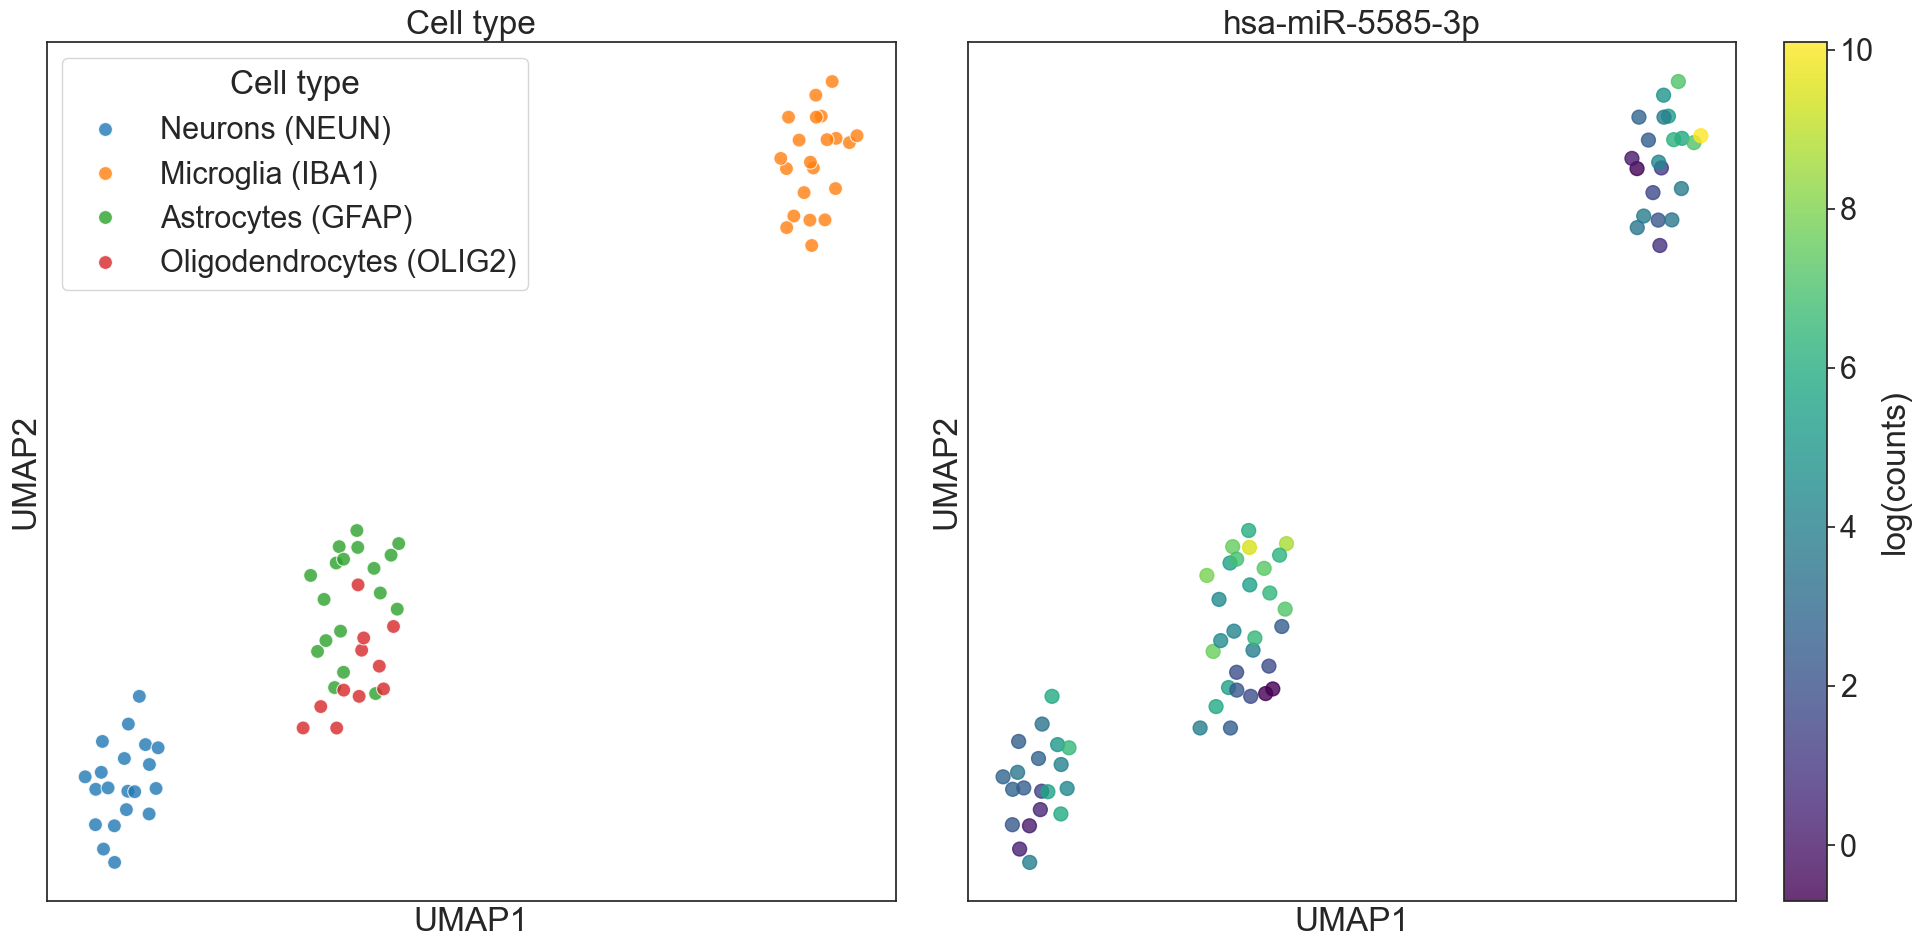 Cell type
Cell type
Neurons (NEUN)
Microglia (IBA1)
Astrocytes (GFAP)
Oligodendrocytes (OLIG2)
UMAP2
UMAP1
hsa-miR-5585-3p
UMAP2
UMAP1
10
8
6
4
2
0
log(counts)